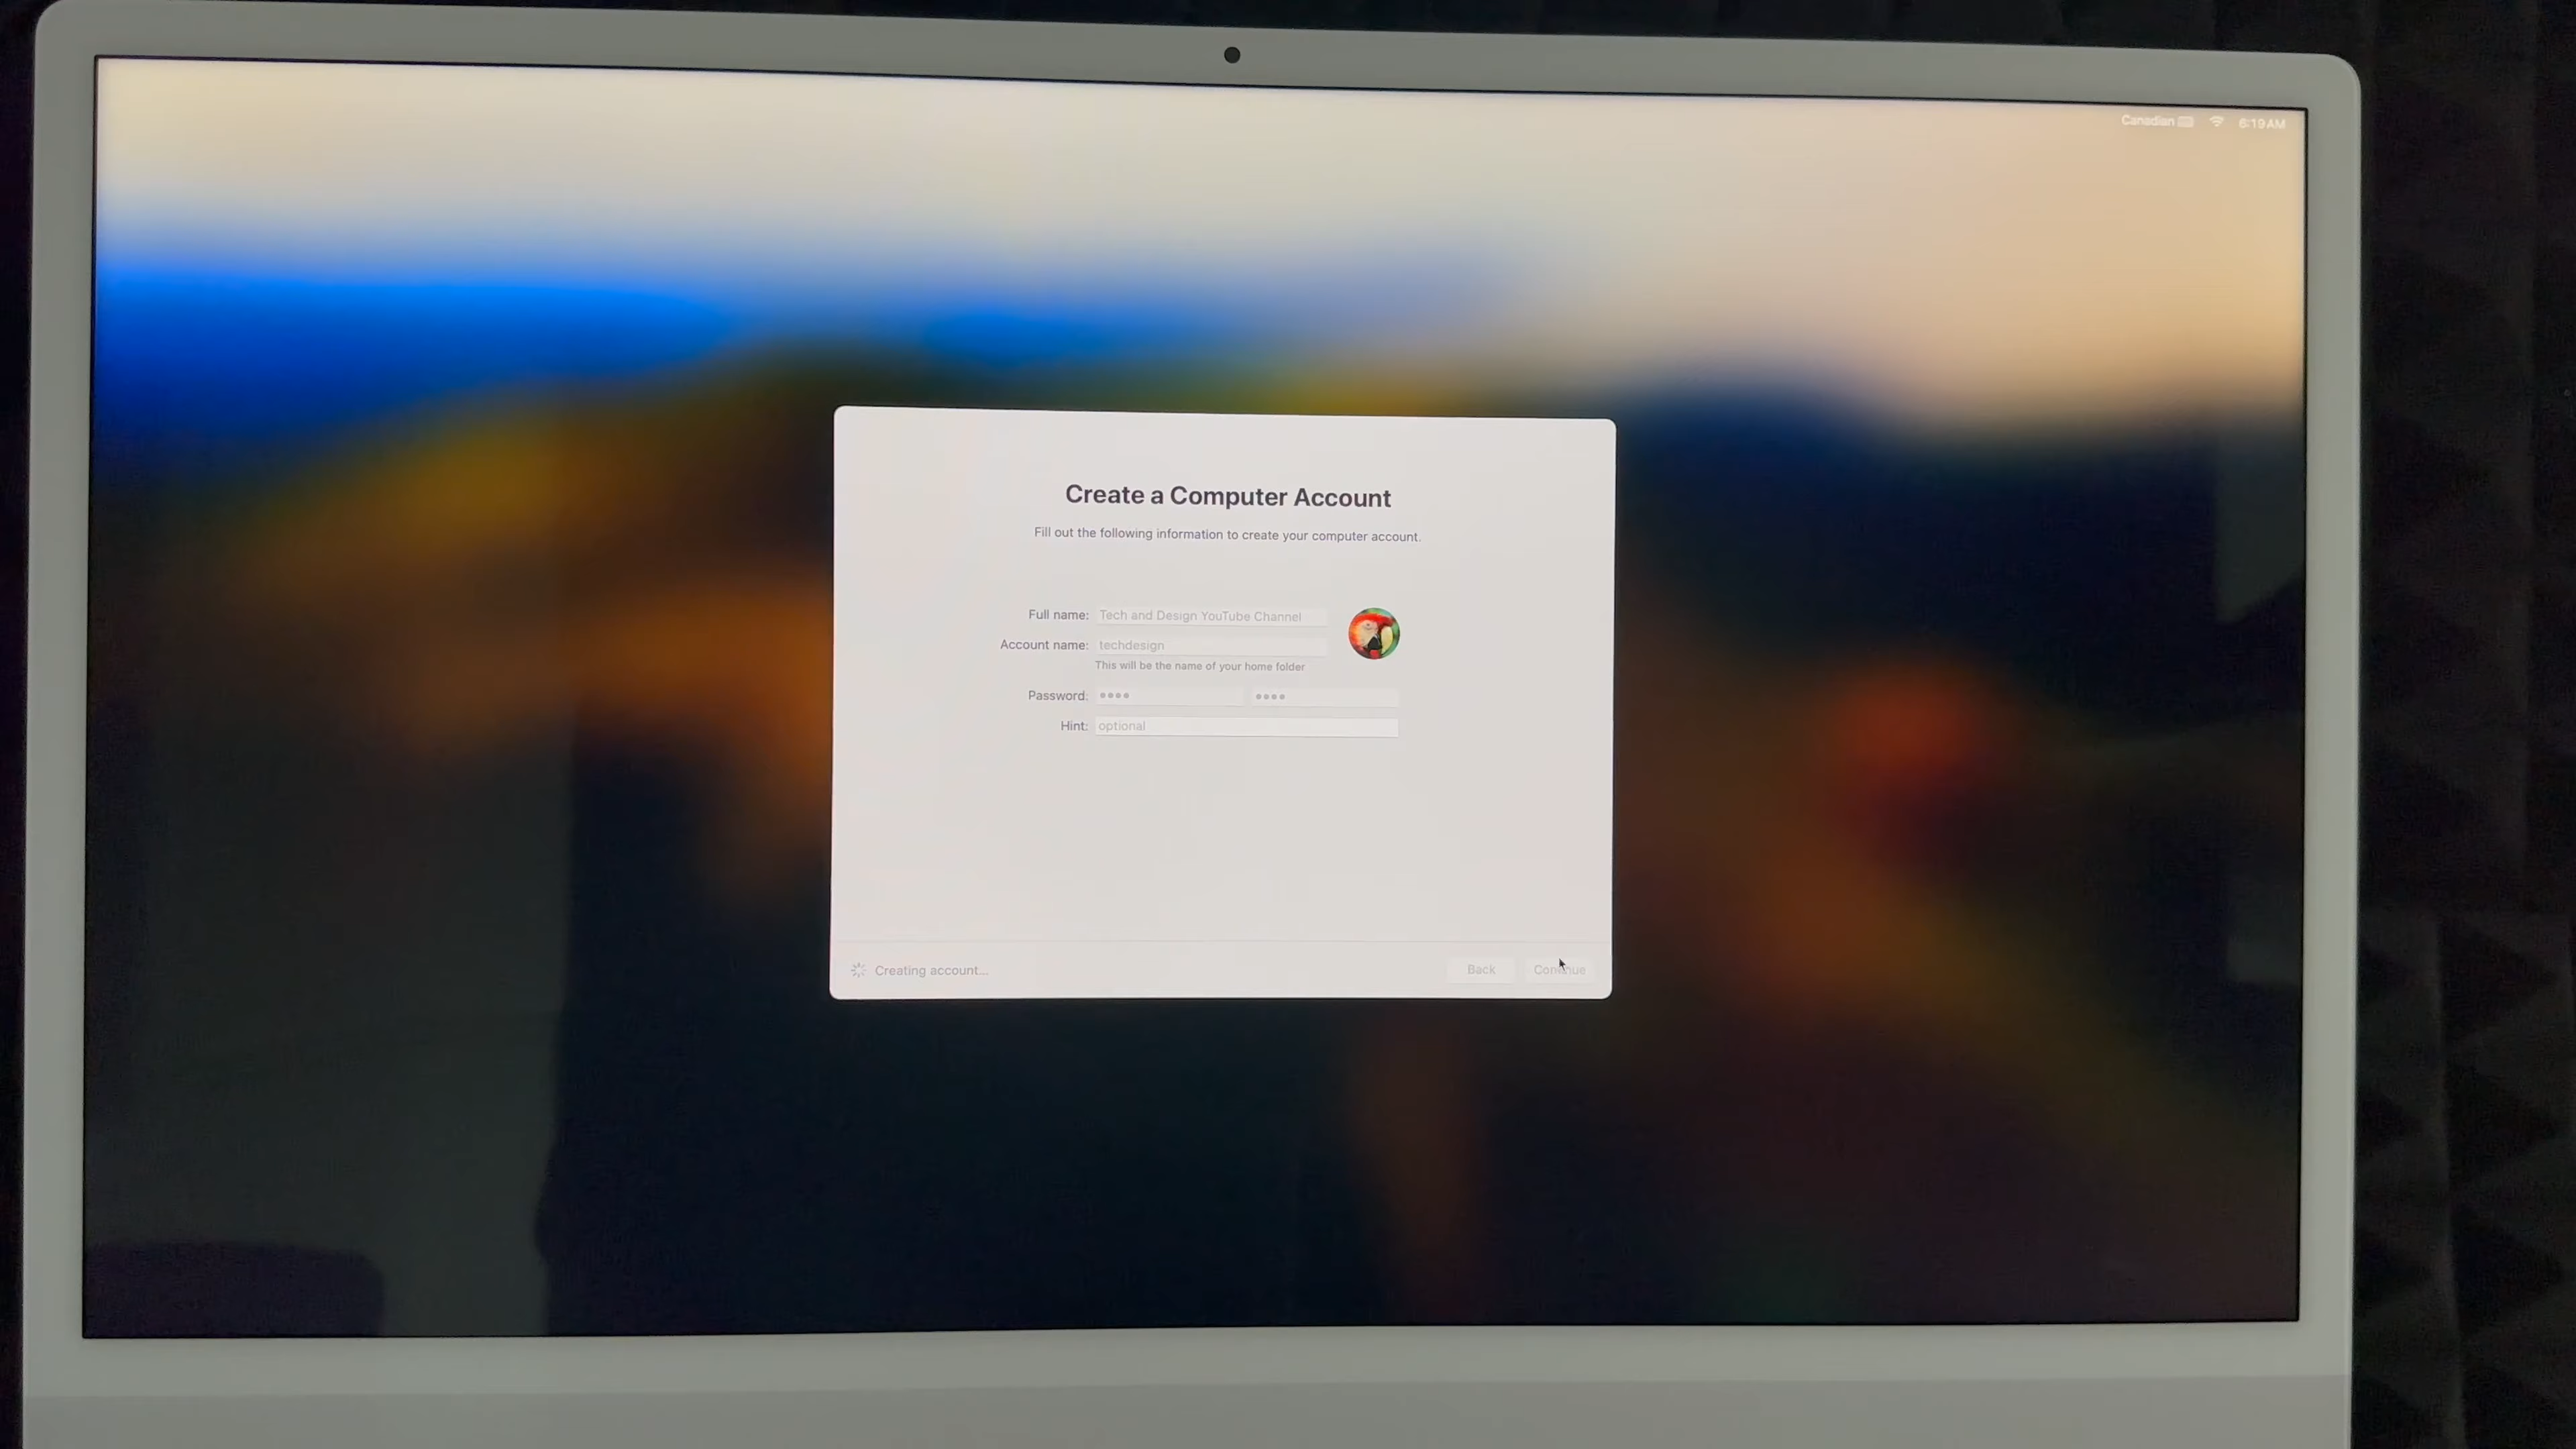 Canadian 6:19 AM
Create a Computer Account
Fill out the following information to create your computer account.
Full name: Tech and Design YouTube Channel
Account name: techdesign
This will be the name of your home folder
Password: •••• ••••
Hint: optional
Creating account...
Back Continue